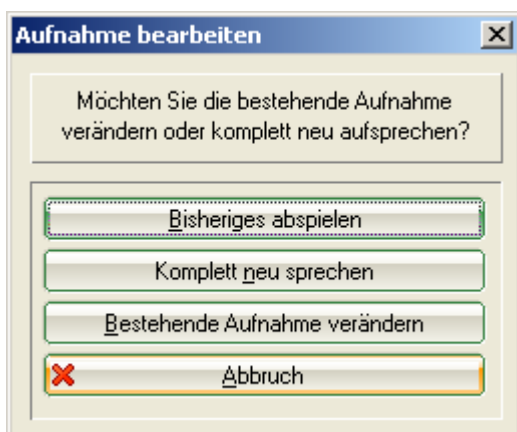 Aufnahme bearbeiten
Möchten Sie die bestehende Aufnahme
verändern oder komplett neu aufsprechen?
Bisheriges abspielen
Komplett neu sprechen
Bestehende Aufnahme verändern
Abbruch